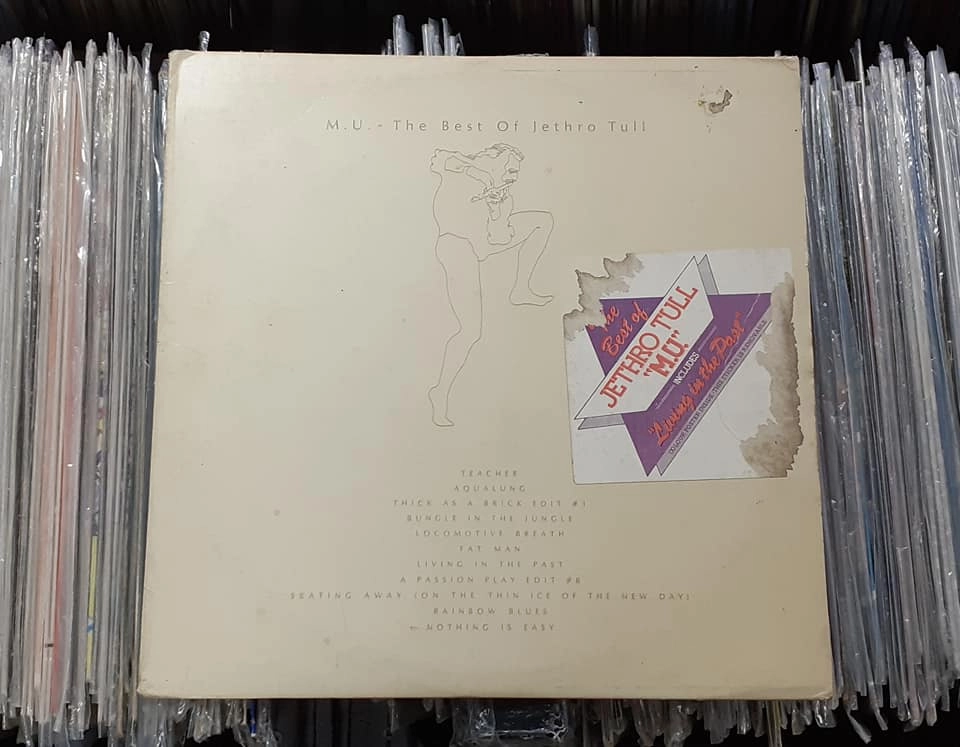 M.U. - The Best Of Jethro Tull
The
Best of
JETHRO TULL
"M.U."
INCLUDES
"Living in the Past"
TEACHER
AQUALUNG
THICK AS A BRICK EDIT #1
BUNGLE IN THE JUNGLE
LOCOMOTIVE BREATH
FAT MAN
LIVING IN THE PAST
A PASSION PLAY EDIT #8
SKATING AWAY (ON THE THIN ICE OF THE NEW DAY)
RAINBOW BLUES
NOTHING IS EASY